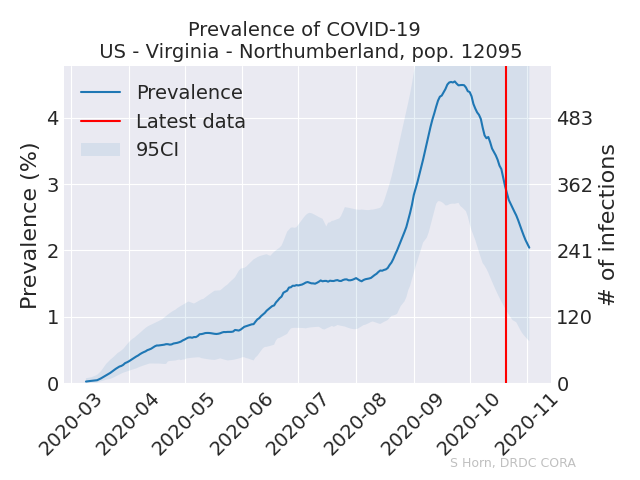 Prevalence of COVID-19
US - Virginia - Northumberland, pop. 12095
Prevalence
Latest data
95CI
Prevalence (%)
4
3
2
1
0
483
362
241
120
0
# of infections
2020-03
2020-04
2020-05
2020-06
2020-07
2020-08
2020-09
2020-10
2020-11
S Horn, DRDC CORA